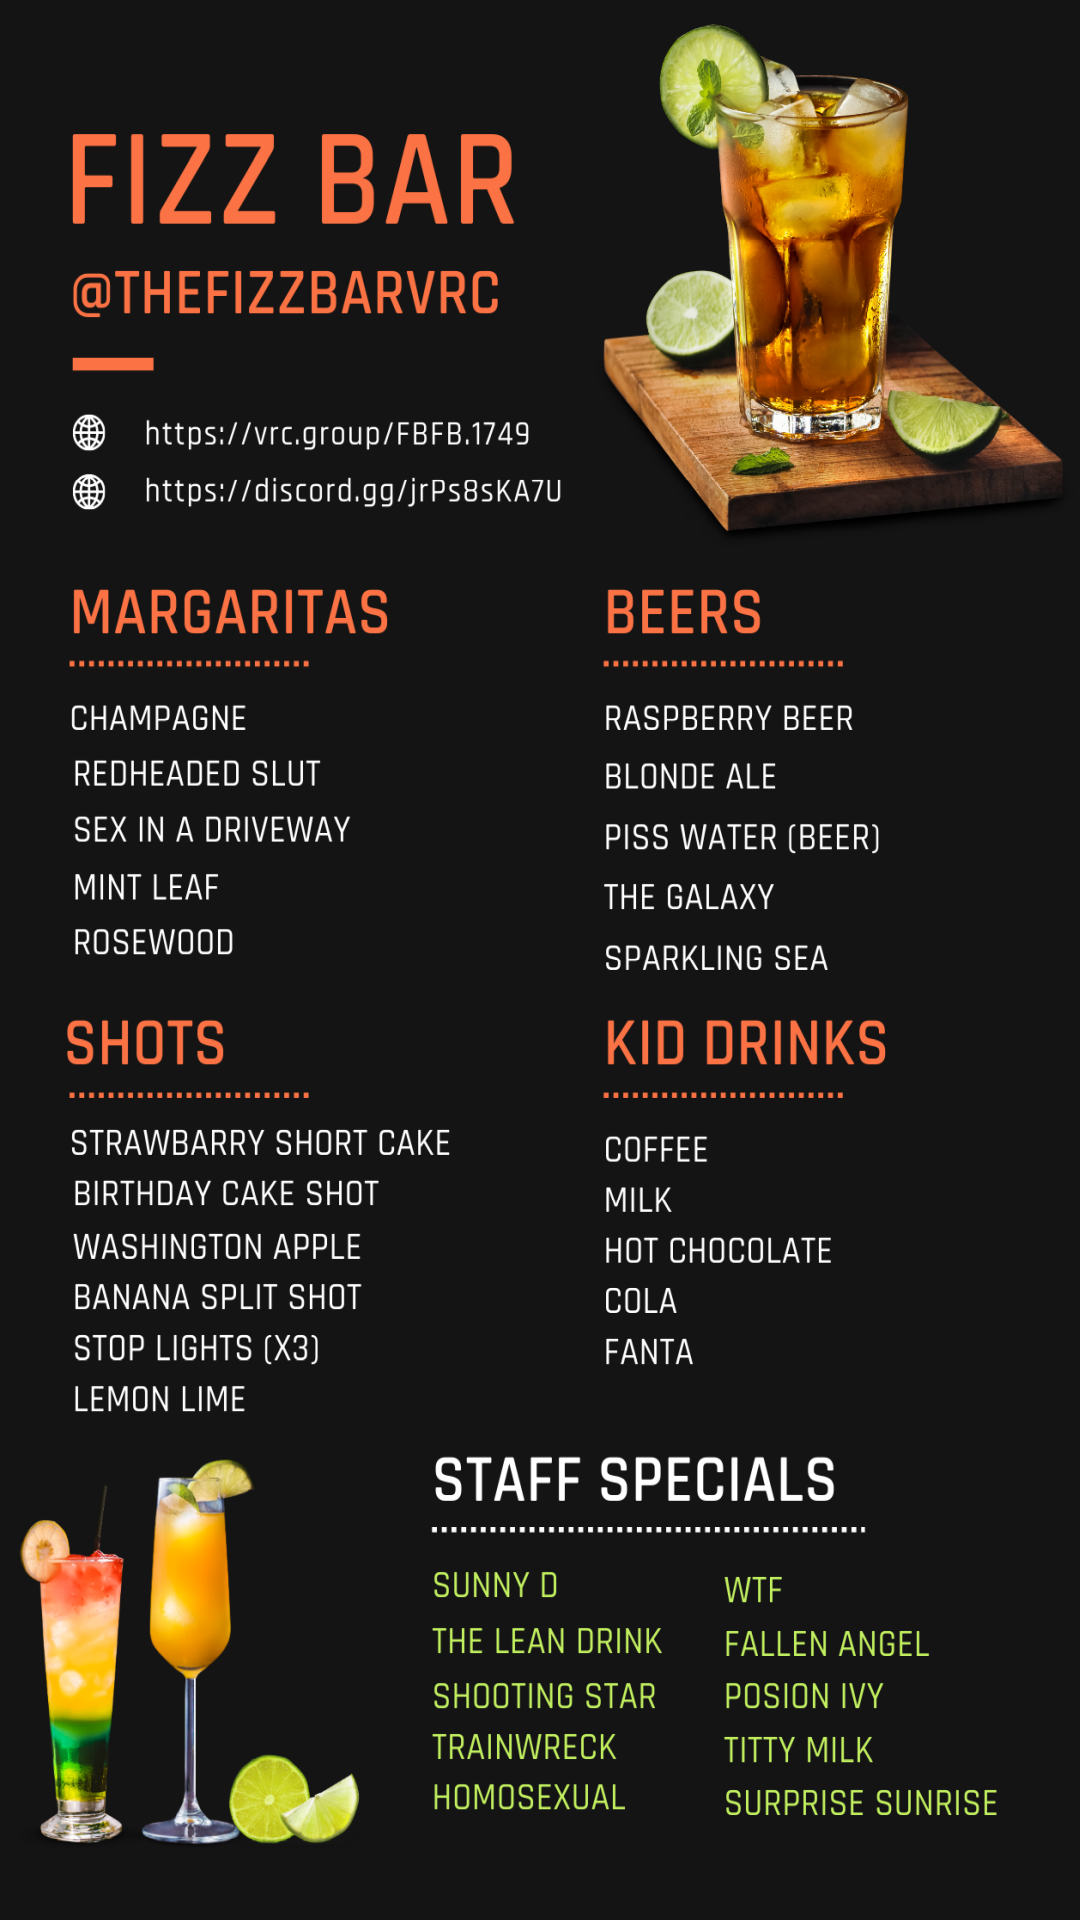 FIZZ BAR
@THEFIZZBARVRC
https://vrc.group/FBFB.1749
https://discord.gg/jrPs8sKA7U
MARGARITAS
CHAMPAGNE
REDHEADED SLUT
SEX IN A DRIVEWAY
MINT LEAF
ROSEWOOD
BEERS
RASPBERRY BEER
BLONDE ALE
PISS WATER (BEER)
THE GALAXY
SPARKLING SEA
SHOTS
STRAWBARRY SHORT CAKE
BIRTHDAY CAKE SHOT
WASHINGTON APPLE
BANANA SPLIT SHOT
STOP LIGHTS (X3)
LEMON LIME
KID DRINKS
COFFEE
MILK
HOT CHOCOLATE
COLA
FANTA
STAFF SPECIALS
SUNNY D
THE LEAN DRINK
SHOOTING STAR
TRAINWRECK
HOMOSEXUAL
WTF
FALLEN ANGEL
POSION IVY
TITTY MILK
SURPRISE SUNRISE